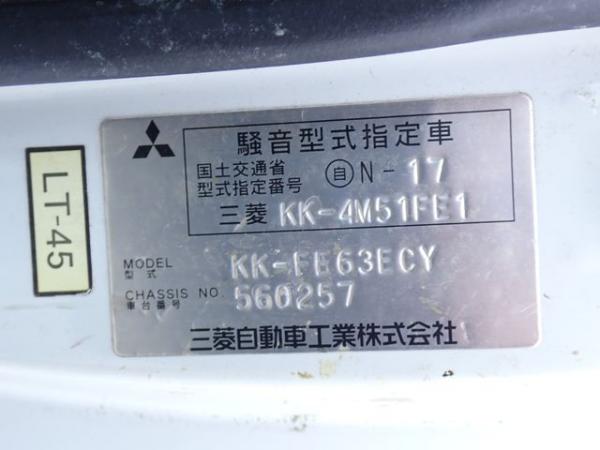 騒音型式指定車
国土交通省
型式指定番号 自 N-17
三菱 KK-4M51FE1
MODEL
型式 KK-FE63ECY
CHASSIS NO.
車台番号 560257
三菱自動車工業株式会社
LT-45